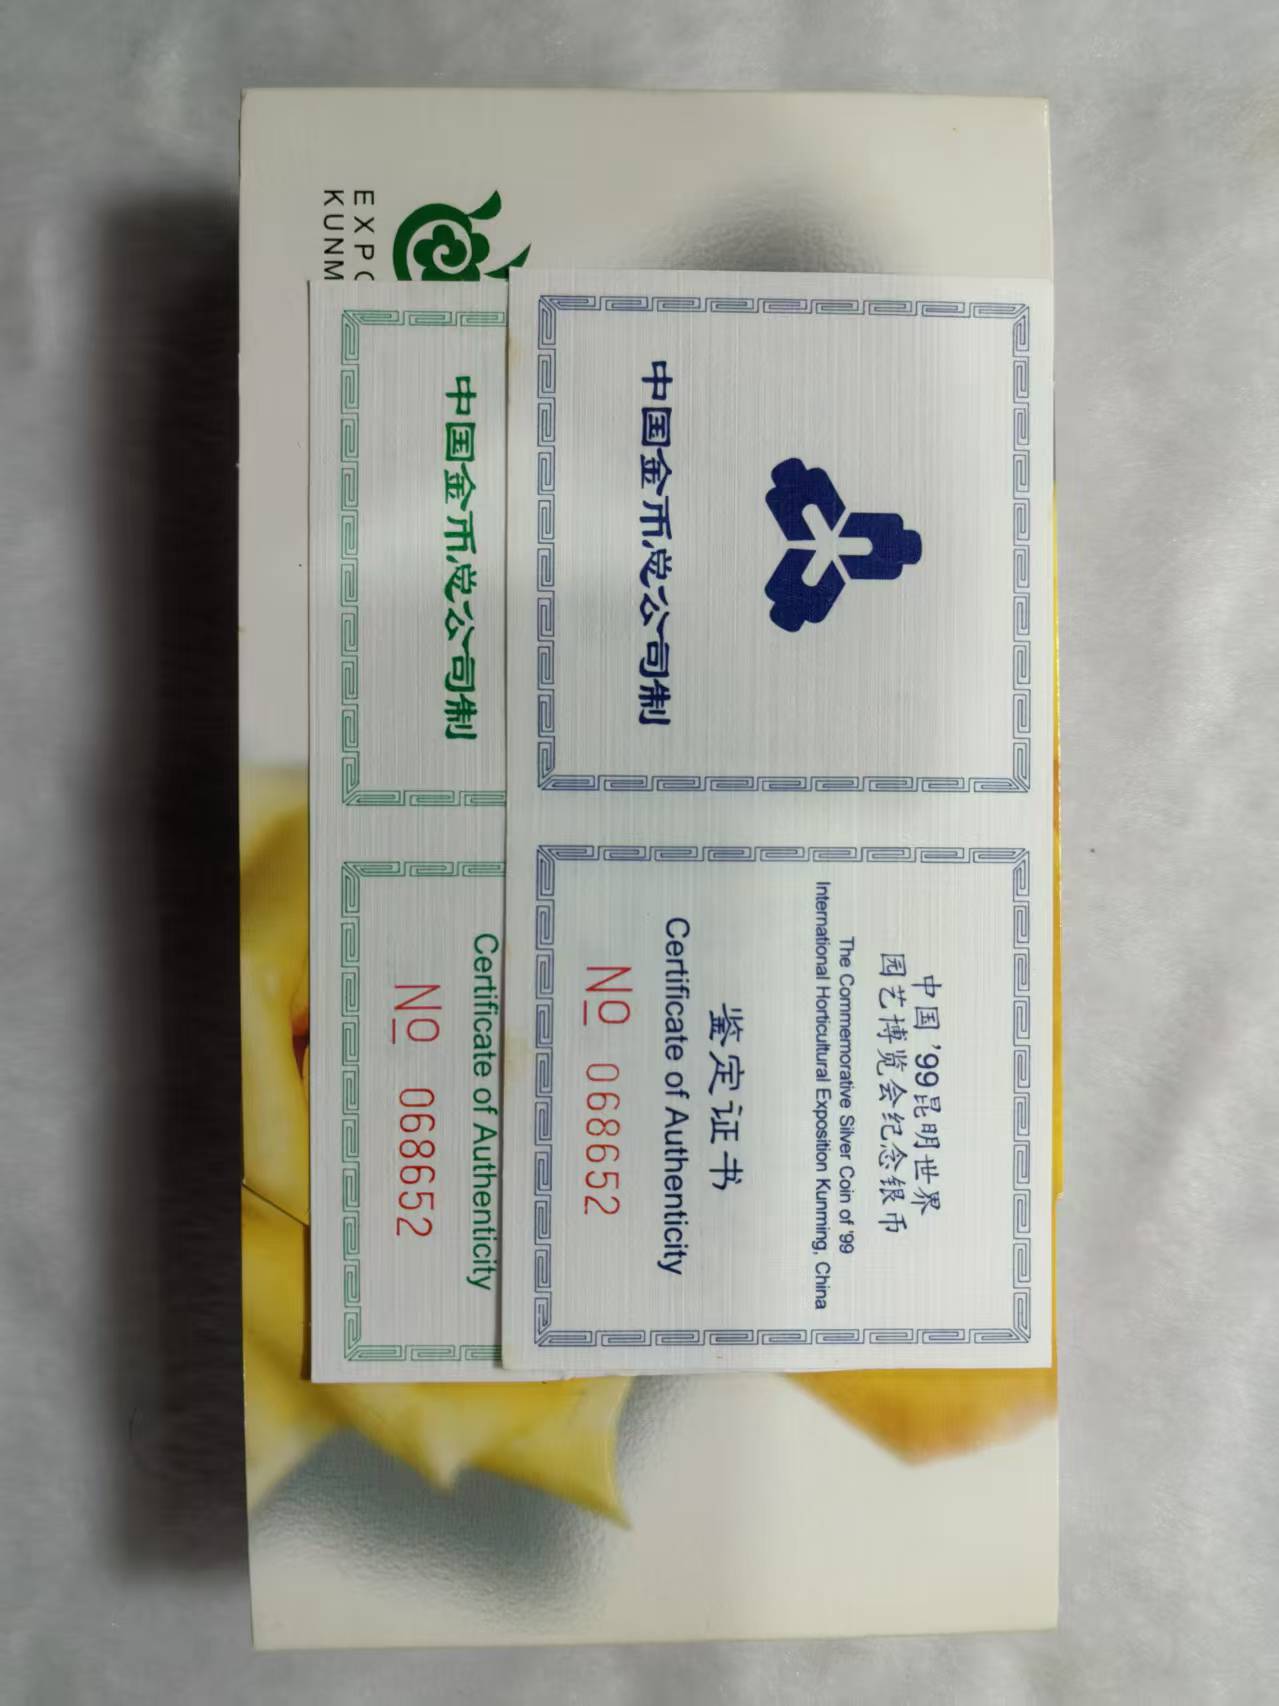 EXPO
KUNM
中国金币总公司制
中国 '99昆明世界
园艺博览会纪念银币
The Commemorative Silver Coin of '99
International Horticultural Exposition Kunming, China
鉴定证书
Certificate of Authenticity
NO 068652
中国金币总公司制
Certificate of Authenticity
NO 068652